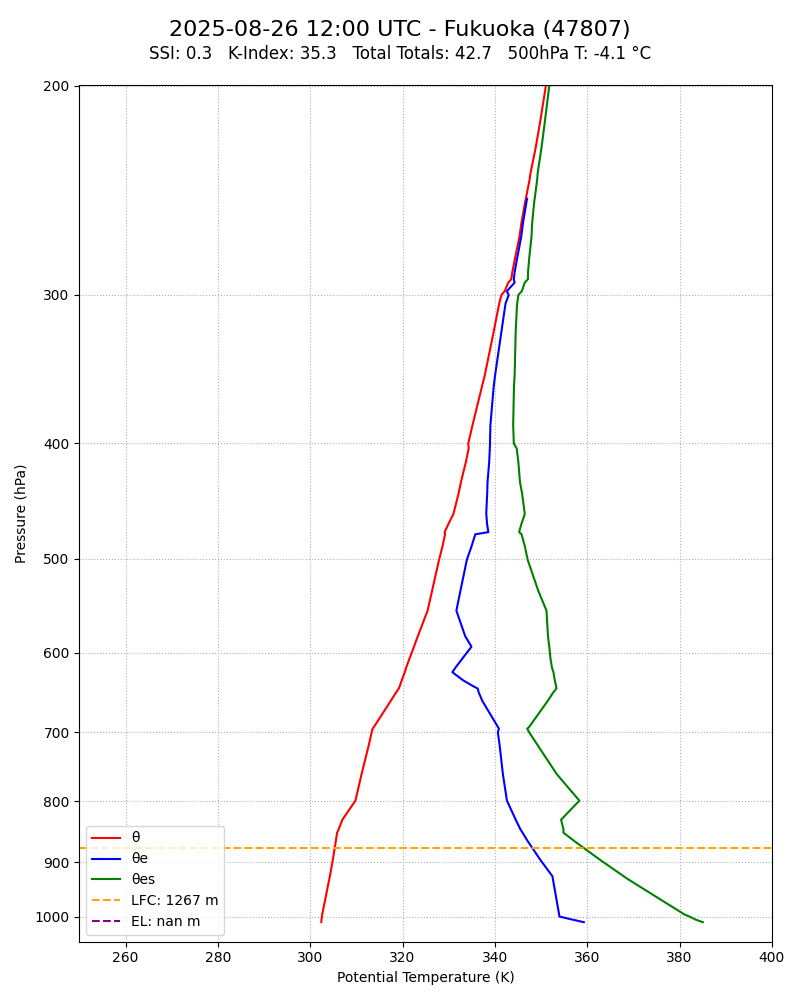 2025-08-26 12:00 UTC - Fukuoka (47807)
SSI: 0.3   K-Index: 35.3   Total Totals: 42.7   500hPa T: -4.1 °C
200
300
400
500
600
700
800
900
1000
Pressure (hPa)
θ
θe
θes
LFC: 1267 m
EL: nan m
260 280 300 320 340 360 380 400
Potential Temperature (K)